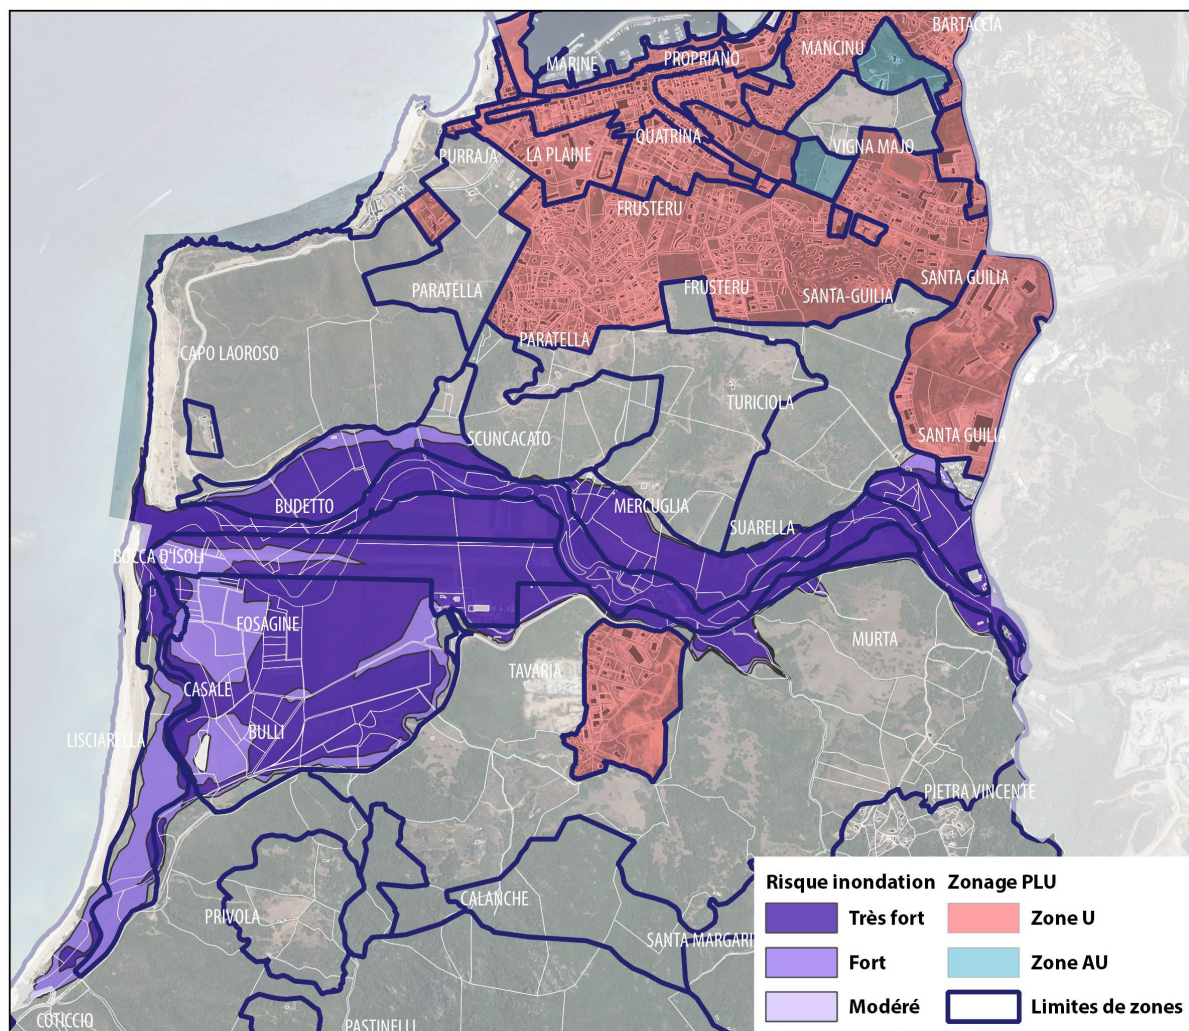 BARTACCIA
MANCINU
PROPRIANO
MARINE
QUATRINA
VIGNA MAJO
PURRAJA
LA PLAINE
FRUSTERU
SANTA GUILIA
FRUSTERU
PARATELLA
SANTA-GUILIA
PARATELLA
CAPO LAOROSO
TURICIOLA
SANTA GUILIA
SCUNCACATO
BUDETTO
MERCUGLIA
SUARELLA
BOCCA D'ISOLI
FOSAGINE
MURTA
TAVARIA
CASALE
BULLI
LISCIARELLA
PIETRA VINCENTE
CALANCHE
PRIVOLA
SANTA MARGARI
COTICCIO
PASTINELLI
Risque inondation
Très fort
Fort
Modéré
Zonage PLU
Zone U
Zone AU
Limites de zones